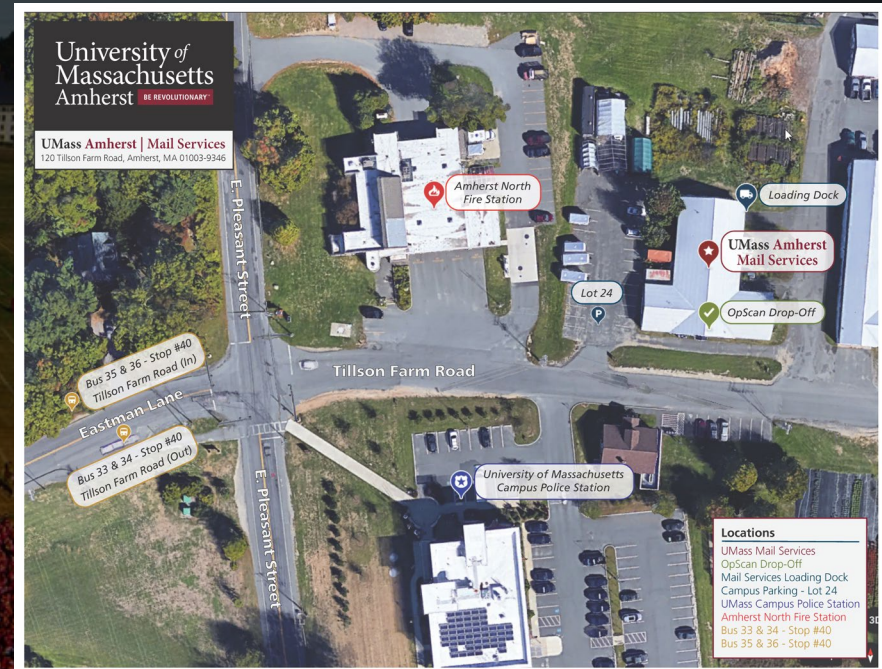 University of
Massachusetts
Amherst BE REVOLUTIONARY™
UMass Amherst | Mail Services
120 Tillson Farm Road, Amherst, MA 01003-9346
E. Pleasant Street
Amherst North
Fire Station
Loading Dock
UMass Amherst
Mail Services
Lot 24
P
OpScan Drop-Off
Bus 35 & 36 - Stop #40
Tillson Farm Road (In)
Tillson Farm Road
Eastman Lane
Bus 33 & 34 - Stop #40
Tillson Farm Road (Out)
University of Massachusetts
Campus Police Station
E. Pleasant Street
Locations
UMass Mail Services
OpScan Drop-Off
Mail Services Loading Dock
Campus Parking - Lot 24
UMass Campus Police Station
Amherst North Fire Station
Bus 33 & 34 - Stop #40
Bus 35 & 36 - Stop #40
3D